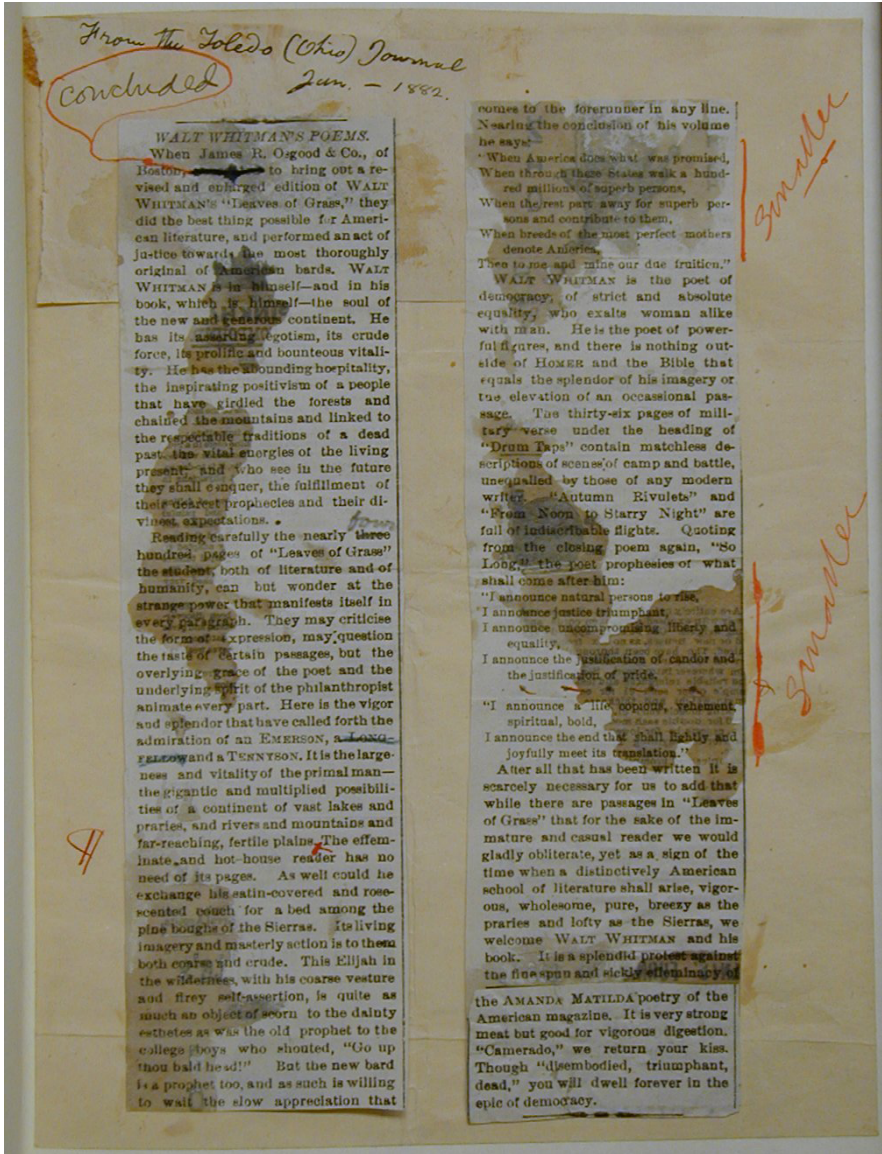 From the Toledo (Ohio) Journal
Jan. – 1882.
concluded
WALT WHITMAN'S POEMS.
When James R. Osgood & Co., of
Boston, to bring out a re-
vised and enlarged edition of WALT
WHITMAN'S "Leaves of Grass," they
did the best thing possible for Ameri-
can literature, and performed an act of
justice towards the most thoroughly
original of American bards. WALT
WHITMAN is in himself—and in his
book, which is himself—the soul of
the new and generous continent. He
has its asserting egotism, its crude
force, its prolific and bounteous vitali-
ty. He has the abounding hospitality,
the inspirating positivism of a people
that have girdled the forests and
chained the mountains and linked to
the respectable traditions of a dead
past, the vital energies of the living
present, and who see in the future
they shall conquer, the fulfillment of
their dearest prophecies and their di-
vinest expectations.
four
Reading carefully the nearly three
hundred pages of "Leaves of Grass"
the student, both of literature and of
humanity, can but wonder at the
strange power that manifests itself in
every paragraph. They may criticise
the form of expression, may question
the taste of certain passages, but the
overlying grace of the poet and the
underlying spirit of the philanthropist
animate every part. Here is the vigor
and splendor that have called forth the
admiration of an EMERSON, a LONG-
FELLOW and a TENNYSON. It is the large-
ness and vitality of the primal man—
the gigantic and multiplied possibili-
ties of a continent of vast lakes and
praries, and rivers and mountains and
far-reaching, fertile plains. The effem-
inate and hot-house reader has no
need of its pages. As well could he
exchange his satin-covered and rose-
scented couch for a bed among the
pine boughs of the Sierras. Its living
imagery and masterly action is to them
both coarse and crude. This Elijah in
the wilderness, with his coarse vesture
and firey self-assertion, is quite as
much an object of scorn to the dainty
esthetes as was the old prophet to the
college boys who shouted, "Go up
thou bald head!" But the new bard
is a prophet too, and as such is willing
to wait the slow appreciation that
comes to the forerunner in any line.
Nearing the conclusion of his volume
he says:
"When America does what was promised,
When through these States walk a hund-
red millions of superb persons,
When the rest part away for superb per-
sons and contribute to them,
When breeds of the most perfect mothers
denote America,
Then to me and mine our due fruition."
smaller
WALT WHITMAN is the poet of
democracy, of strict and absolute
equality, who exalts woman alike
with man. He is the poet of power-
ful figures, and there is nothing out-
side of HOMER and the Bible that
equals the splendor of his imagery or
the elevation of an occassional pas-
sage. The thirty-six pages of mili-
tary verse under the heading of
"Drum Taps" contain matchless de-
scriptions of scenes of camp and battle,
unequalled by those of any modern
writer. "Autumn Rivulets" and
"From Noon to Starry Night" are
full of indiscribable flights. Quoting
from the closing poem again, "So
Long," the poet prophesies of what
shall come after him:
"I announce natural persons to rise,
"I announce justice triumphant,
I announce uncompromising liberty and
equality,
I announce the justification of candor and
the justification of pride.
"I announce a life copious, vehement,
spiritual, bold,
I announce the end that shall lightly and
joyfully meet its translation."
smaller
After all that has been written it is
scarcely necessary for us to add that
while there are passages in "Leaves
of Grass" that for the sake of the im-
mature and casual reader we would
gladly obliterate, yet as a sign of the
time when a distinctively American
school of literature shall arise, vigor-
ous, wholesome, pure, breezy as the
praries and lofty as the Sierras, we
welcome WALT WHITMAN and his
book. It is a splendid protest against
the fine spun and sickly effeminacy of
the AMANDA MATILDA poetry of the
American magazine. It is very strong
meat but good for vigorous digestion.
"Camerado," we return your kiss.
Though "disembodied, triumphant,
dead," you will dwell forever in the
epic of democracy.